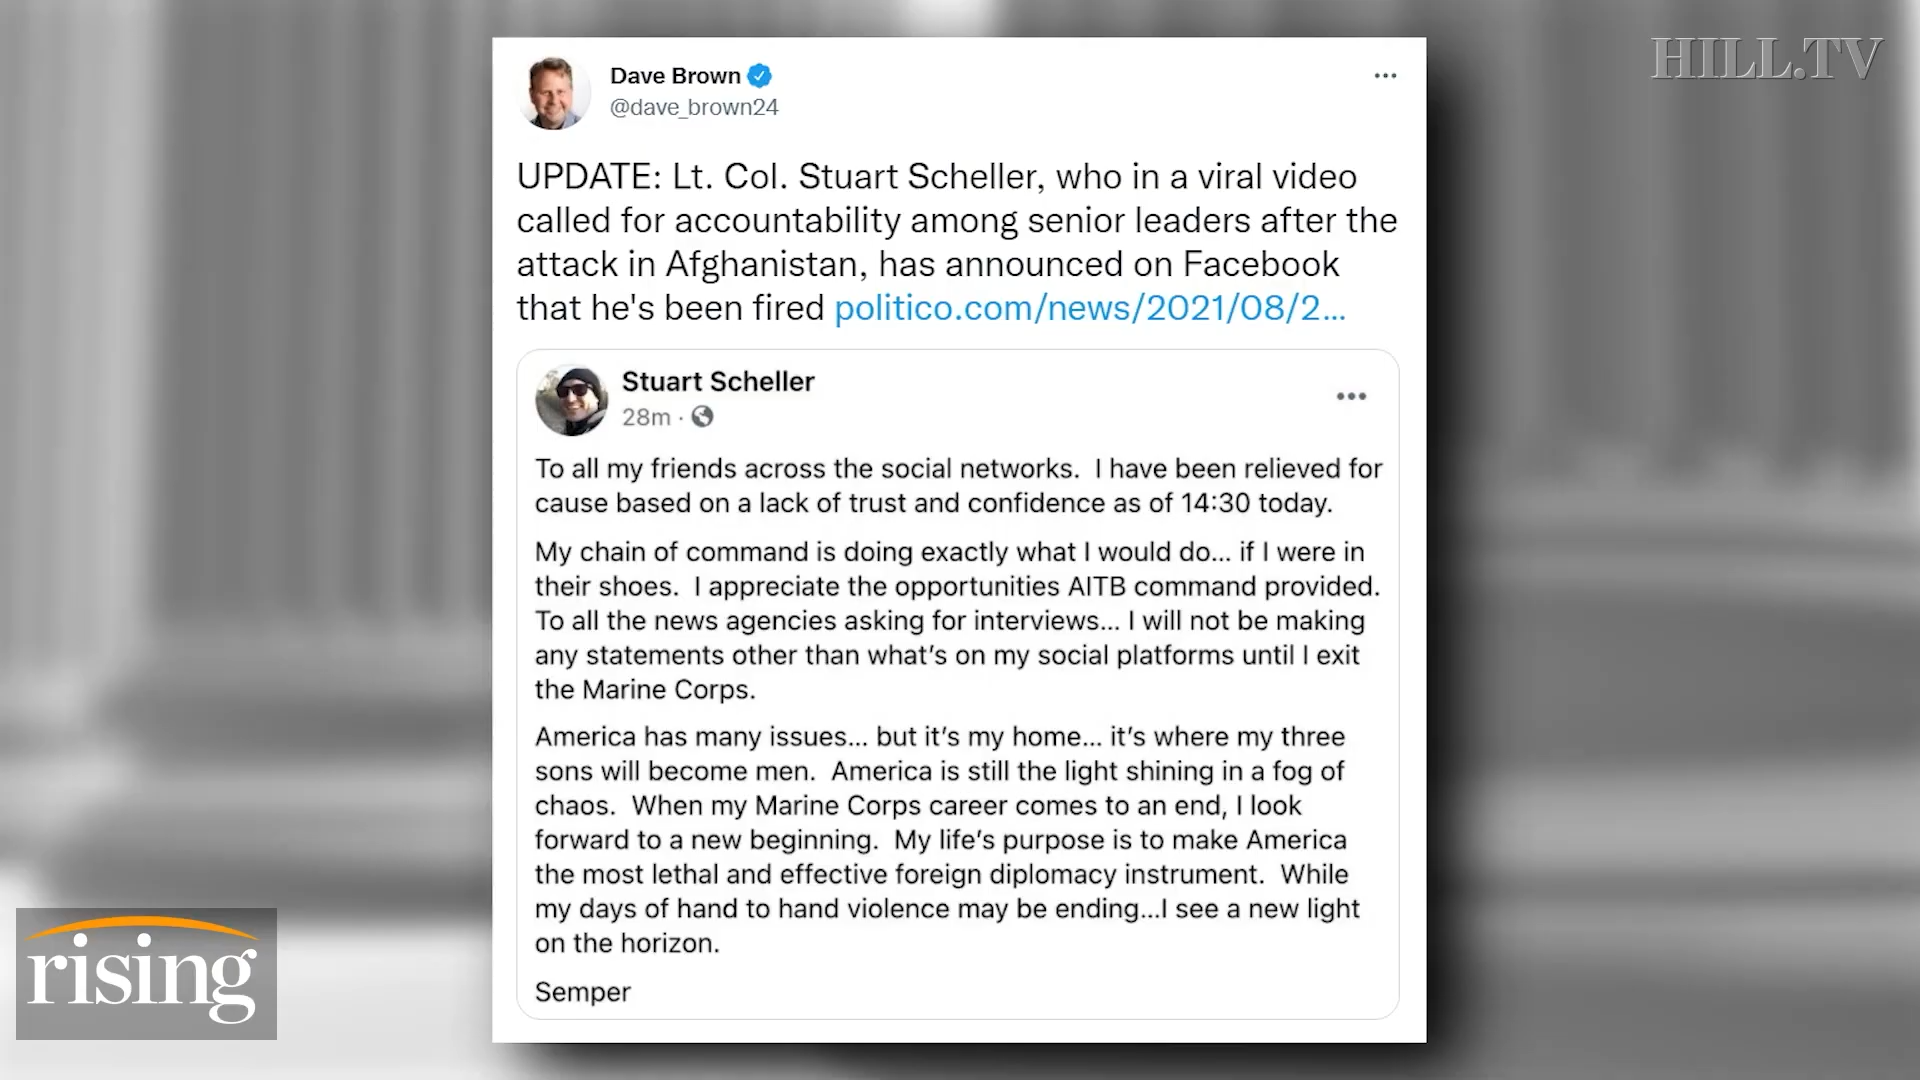 HILL.TV
Dave Brown
@dave_brown24
UPDATE: Lt. Col. Stuart Scheller, who in a viral video
called for accountability among senior leaders after the
attack in Afghanistan, has announced on Facebook
that he's been fired politico.com/news/2021/08/2...
Stuart Scheller
28m ·
To all my friends across the social networks.  I have been relieved for
cause based on a lack of trust and confidence as of 14:30 today.
My chain of command is doing exactly what I would do... if I were in
their shoes.  I appreciate the opportunities AITB command provided.
To all the news agencies asking for interviews... I will not be making
any statements other than what's on my social platforms until I exit
the Marine Corps.
America has many issues... but it's my home... it's where my three
sons will become men.  America is still the light shining in a fog of
chaos.  When my Marine Corps career comes to an end, I look
forward to a new beginning.  My life's purpose is to make America
the most lethal and effective foreign diplomacy instrument.  While
my days of hand to hand violence may be ending...I see a new light
on the horizon.
Semper
rising